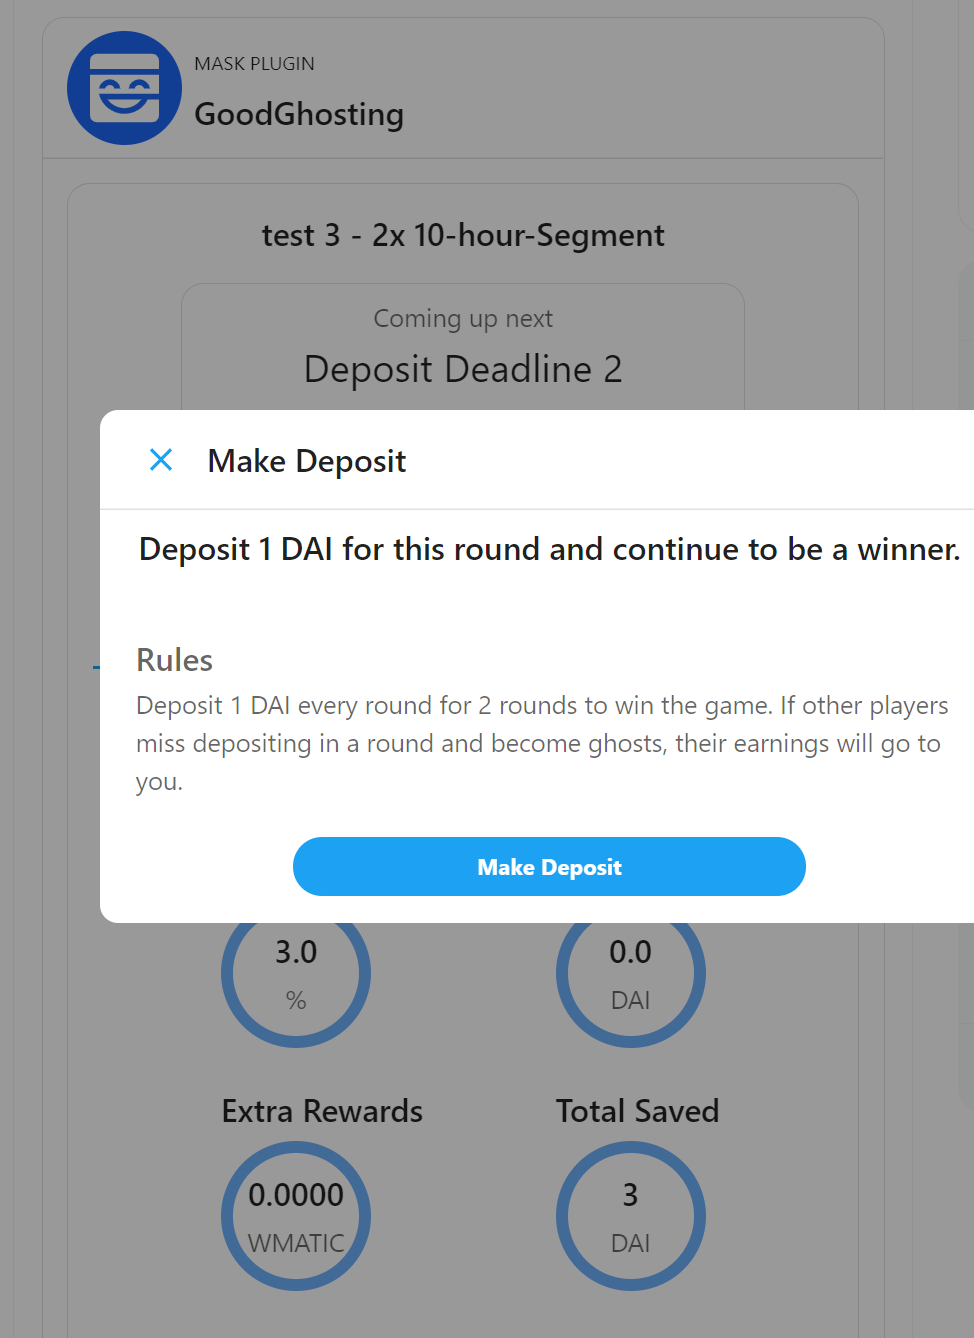 MASK PLUGIN
GoodGhosting
test 3 - 2x 10-hour-Segment
Coming up next
Deposit Deadline 2
Make Deposit
Deposit 1 DAI for this round and continue to be a winner.
Rules
Deposit 1 DAI every round for 2 rounds to win the game. If other players
miss depositing in a round and become ghosts, their earnings will go to
you.
Make Deposit
3.0
%
0.0
DAI
Extra Rewards
Total Saved
0.0000
WMATIC
3
DAI